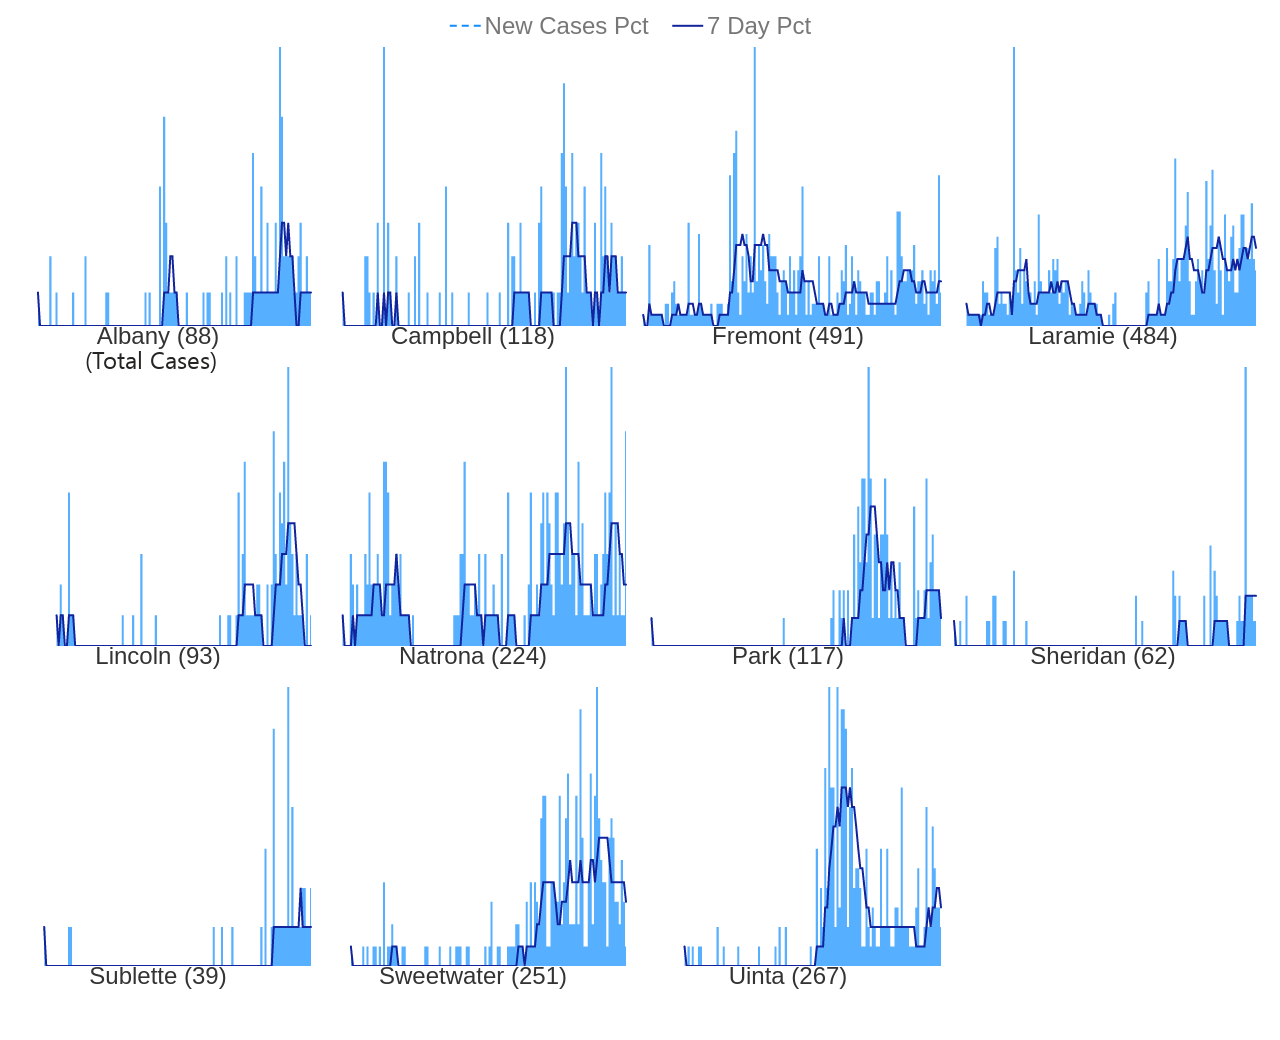 New Cases Pct 7 Day Pct
Albany (88) Campbell (118) Fremont (491) Laramie (484)
(Total Cases)
Lincoln (93) Natrona (224) Park (117) Sheridan (62)
Sublette (39) Sweetwater (251) Uinta (267)